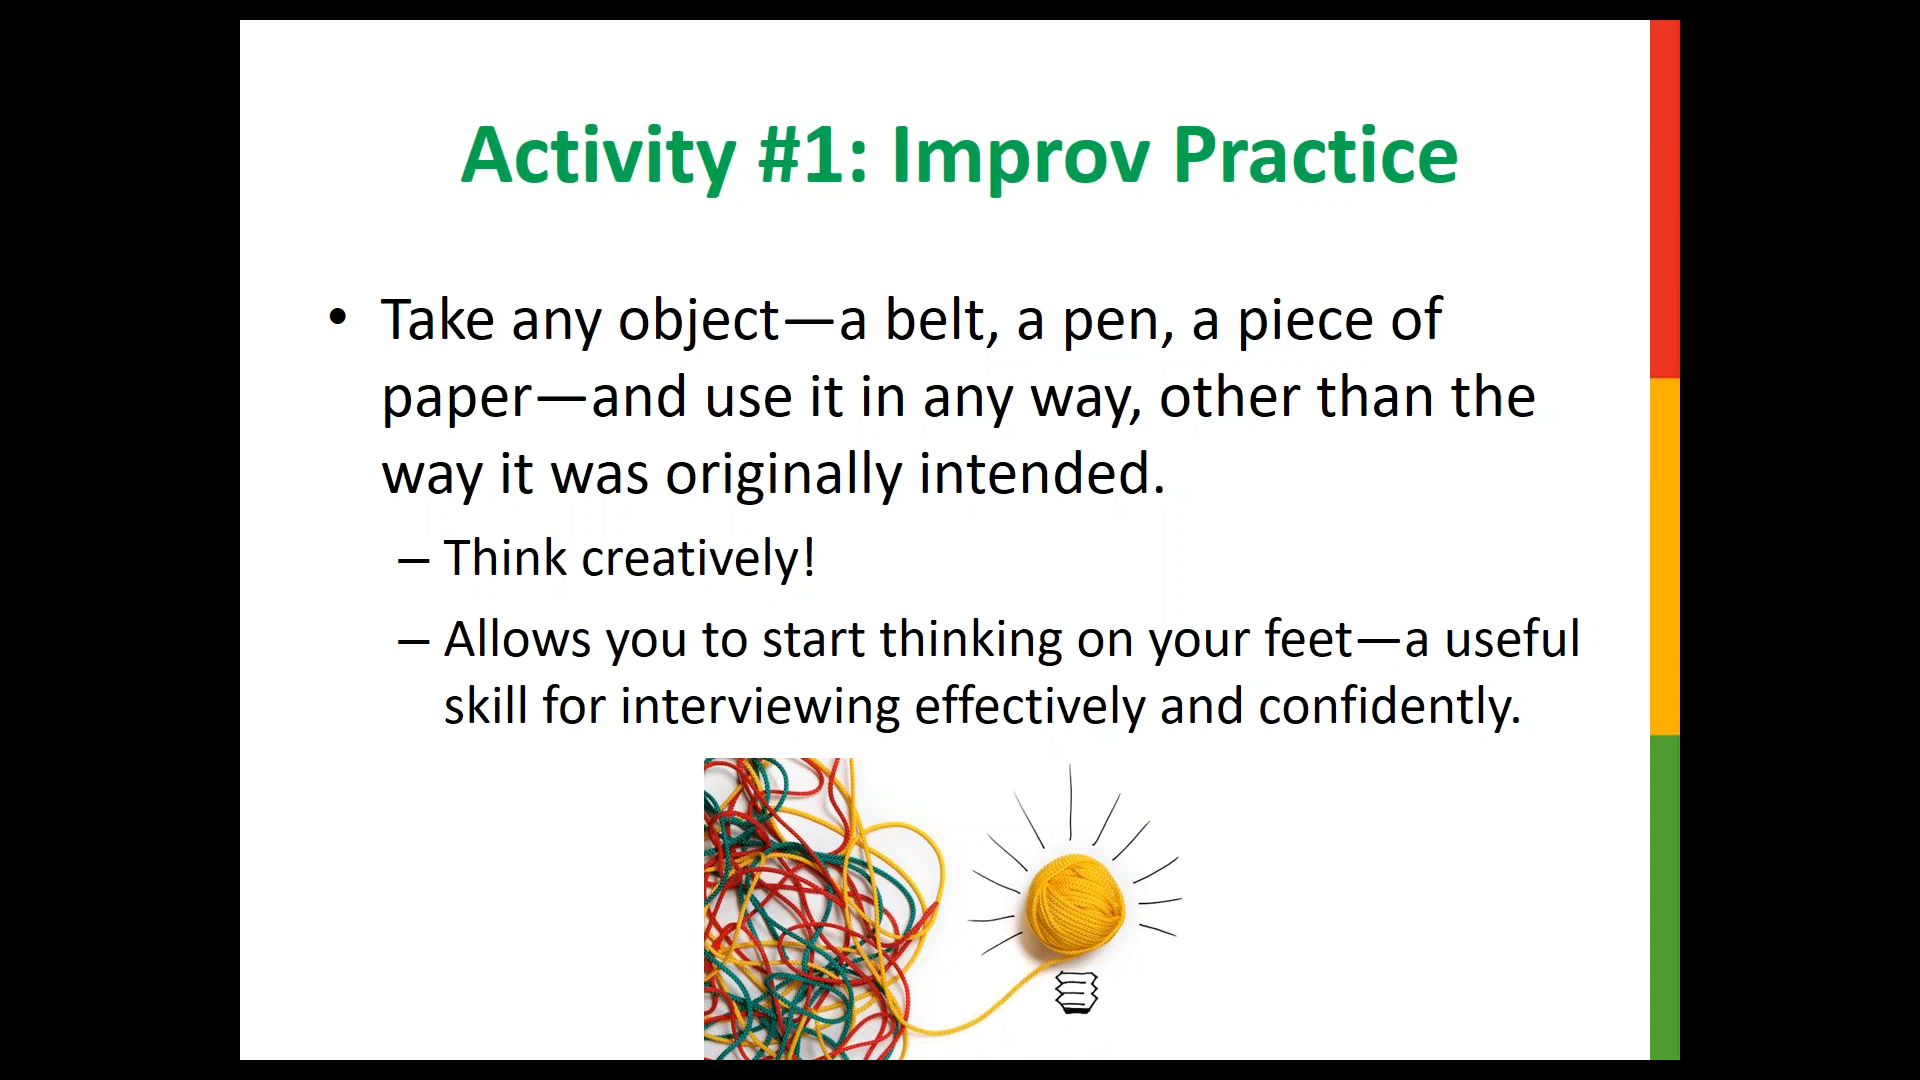 Activity #1: Improv Practice
• Take any object—a belt, a pen, a piece of
paper—and use it in any way, other than the
way it was originally intended.
– Think creatively!
– Allows you to start thinking on your feet—a useful
skill for interviewing effectively and confidently.